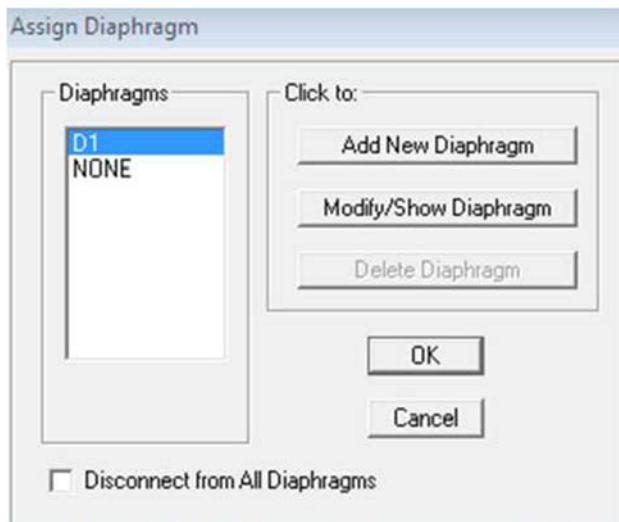 Assign Diaphragm
Diaphragms
D1
NONE
Click to:
Add New Diaphragm
Modify/Show Diaphragm
Delete Diaphragm
OK
Cancel
Disconnect from All Diaphragms